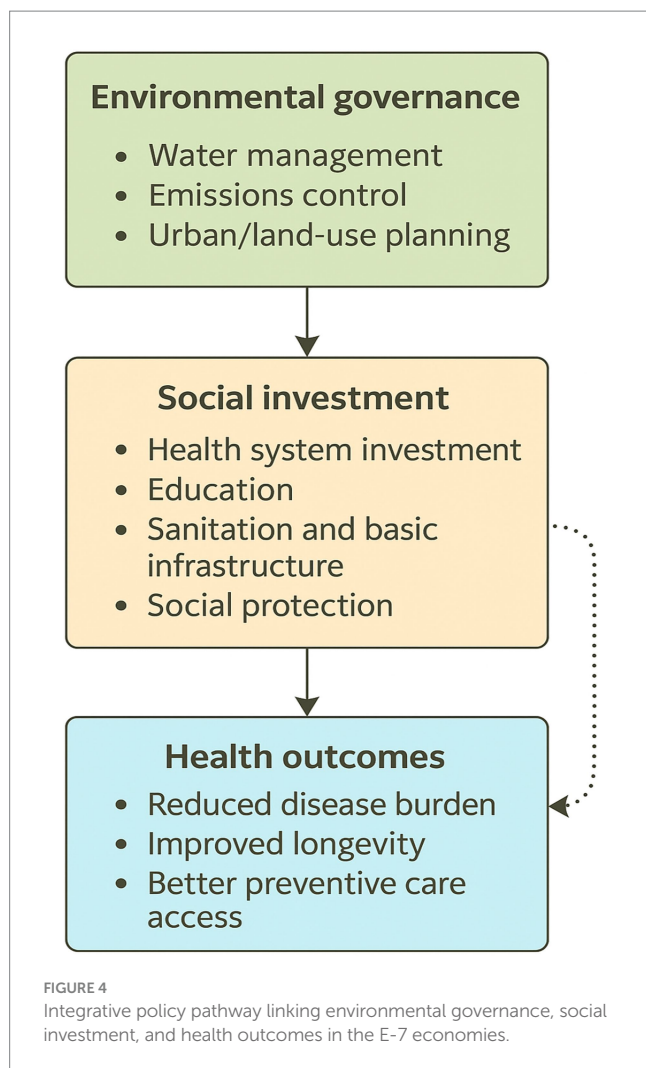 Environmental governance
• Water management
• Emissions control
• Urban/land-use planning
Social investment
• Health system investment
• Education
• Sanitation and basic
infrastructure
• Social protection
Health outcomes
• Reduced disease burden
• Improved longevity
• Better preventive care
access
FIGURE 4
Integrative policy pathway linking environmental governance, social
investment, and health outcomes in the E-7 economies.